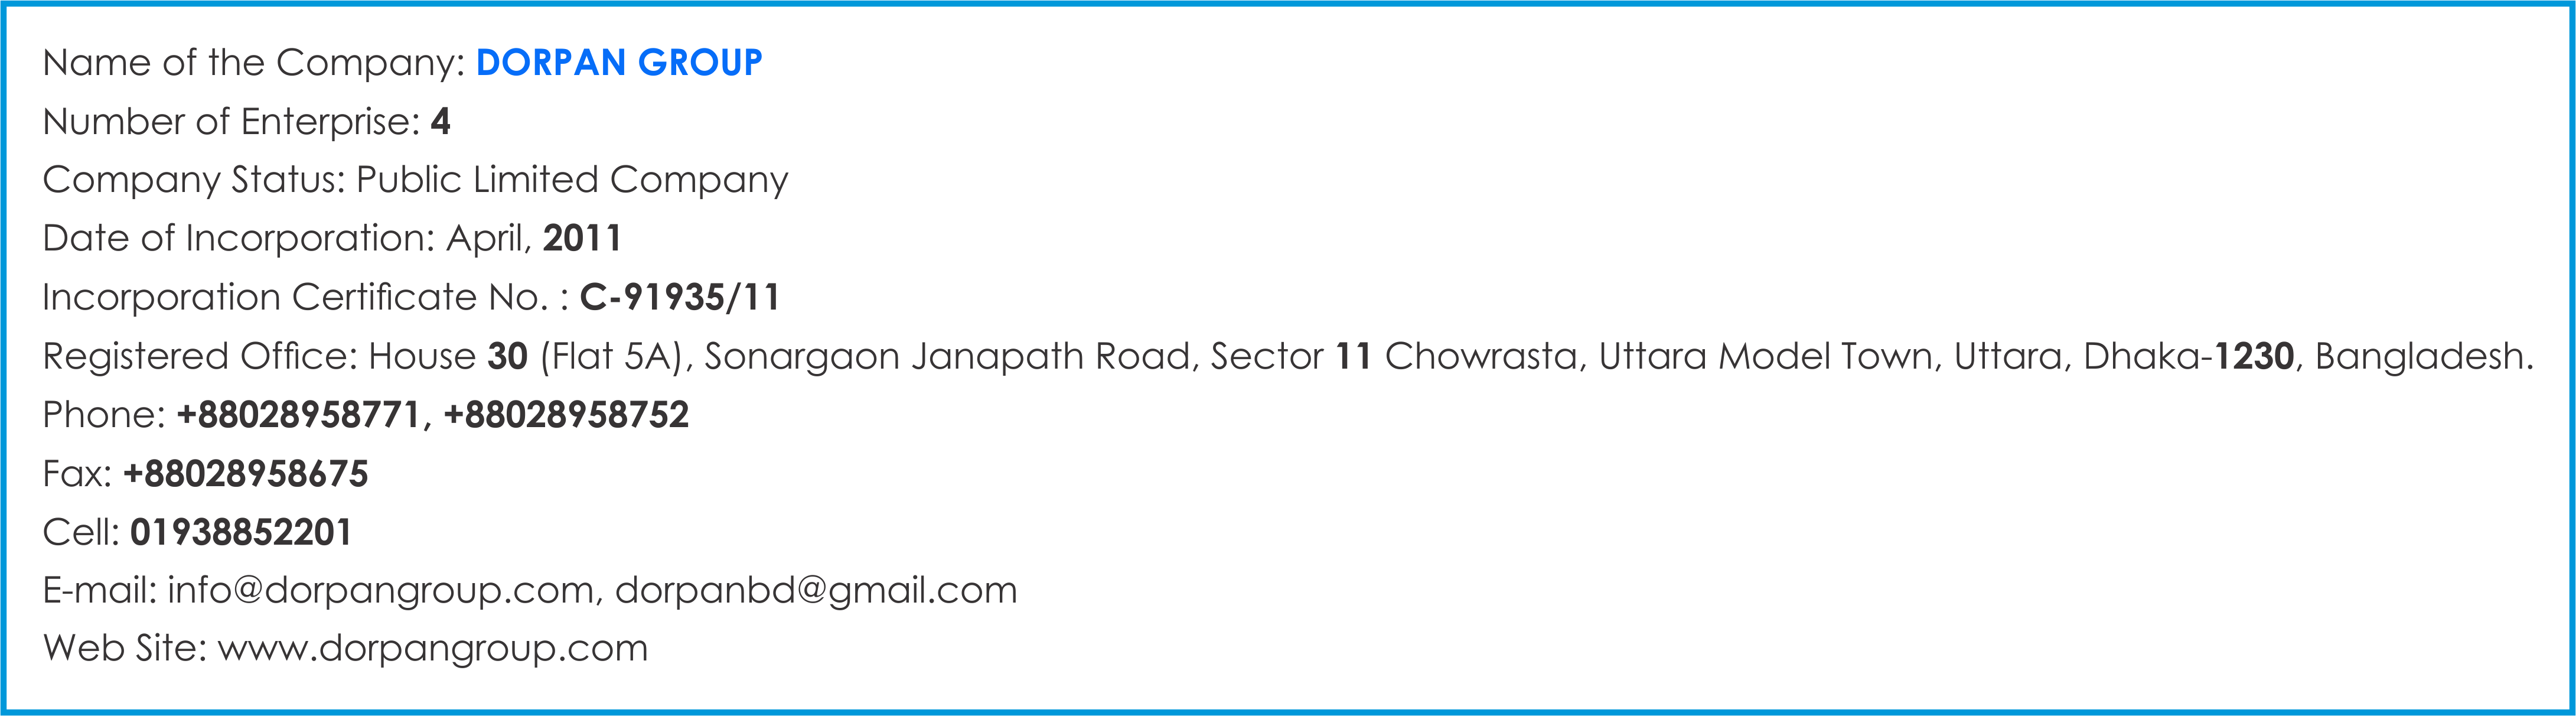 Name of the Company: DORPAN GROUP
Number of Enterprise: 4
Company Status: Public Limited Company
Date of Incorporation: April, 2011
Incorporation Certificate No. : C-91935/11
Registered Office: House 30 (Flat 5A), Sonargaon Janapath Road, Sector 11 Chowrasta, Uttara Model Town, Uttara, Dhaka-1230, Bangladesh.
Phone: +88028958771, +88028958752
Fax: +88028958675
Cell: 01938852201
E-mail: info@dorpangroup.com, dorpanbd@gmail.com
Web Site: www.dorpangroup.com